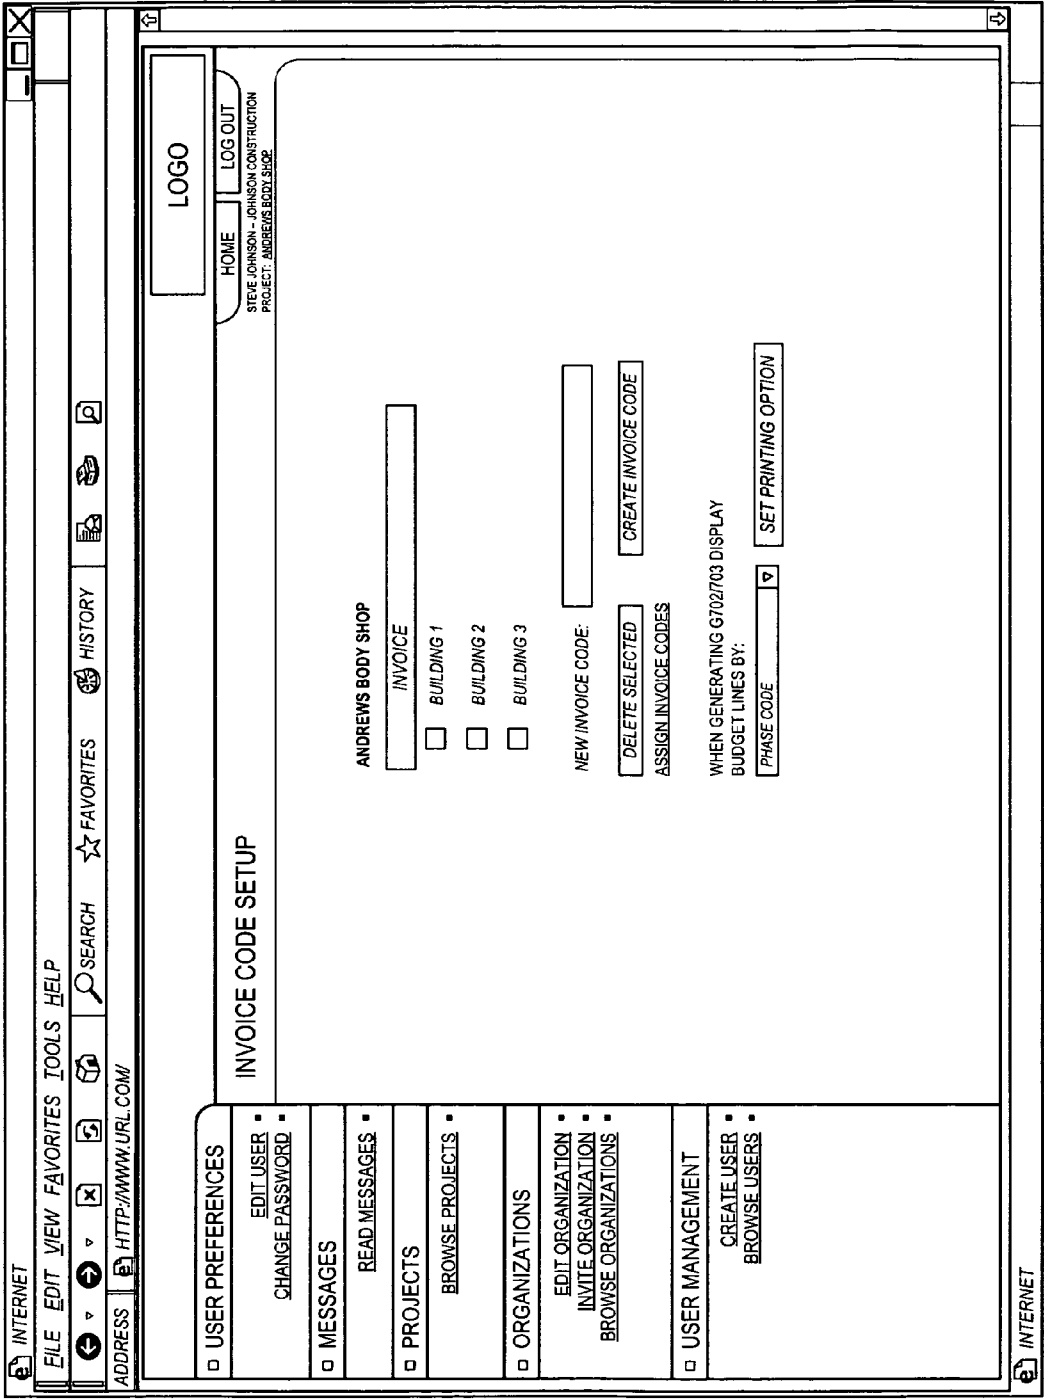 INTERNET
FILE EDIT VIEW FAVORITES TOOLS HELP
SEARCH FAVORITES HISTORY
ADDRESS HTTP://WWW.URL.COM/
LOGO
HOME LOG OUT
STEVE JOHNSON – JOHNSON CONSTRUCTION
PROJECT: ANDREWS BODY SHOP
USER PREFERENCES
EDIT USER
CHANGE PASSWORD
MESSAGES
READ MESSAGES
PROJECTS
BROWSE PROJECTS
ORGANIZATIONS
EDIT ORGANIZATION
INVITE ORGANIZATION
BROWSE ORGANIZATIONS
USER MANAGEMENT
CREATE USER
BROWSE USERS
INVOICE CODE SETUP
ANDREWS BODY SHOP
INVOICE
BUILDING 1
BUILDING 2
BUILDING 3
NEW INVOICE CODE:
DELETE SELECTED CREATE INVOICE CODE
ASSIGN INVOICE CODES
WHEN GENERATING G702/703 DISPLAY
BUDGET LINES BY:
PHASE CODE SET PRINTING OPTION
INTERNET